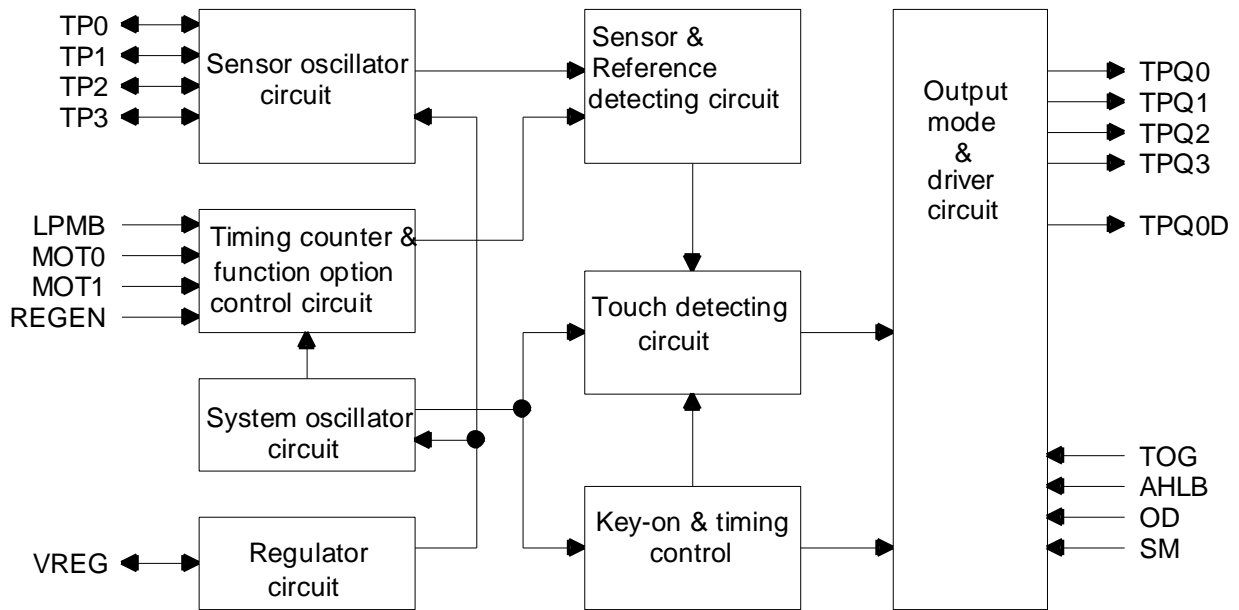 TP0
TP1
TP2
TP3
Sensor oscillator
circuit
Sensor &
Reference
detecting circuit
Output
mode
&
driver
circuit
TPQ0
TPQ1
TPQ2
TPQ3
TPQ0D
LPMB
MOT0
MOT1
REGEN
Timing counter &
function option
control circuit
Touch detecting
circuit
System oscillator
circuit
TOG
AHLB
OD
SM
Key-on & timing
control
VREG
Regulator
circuit